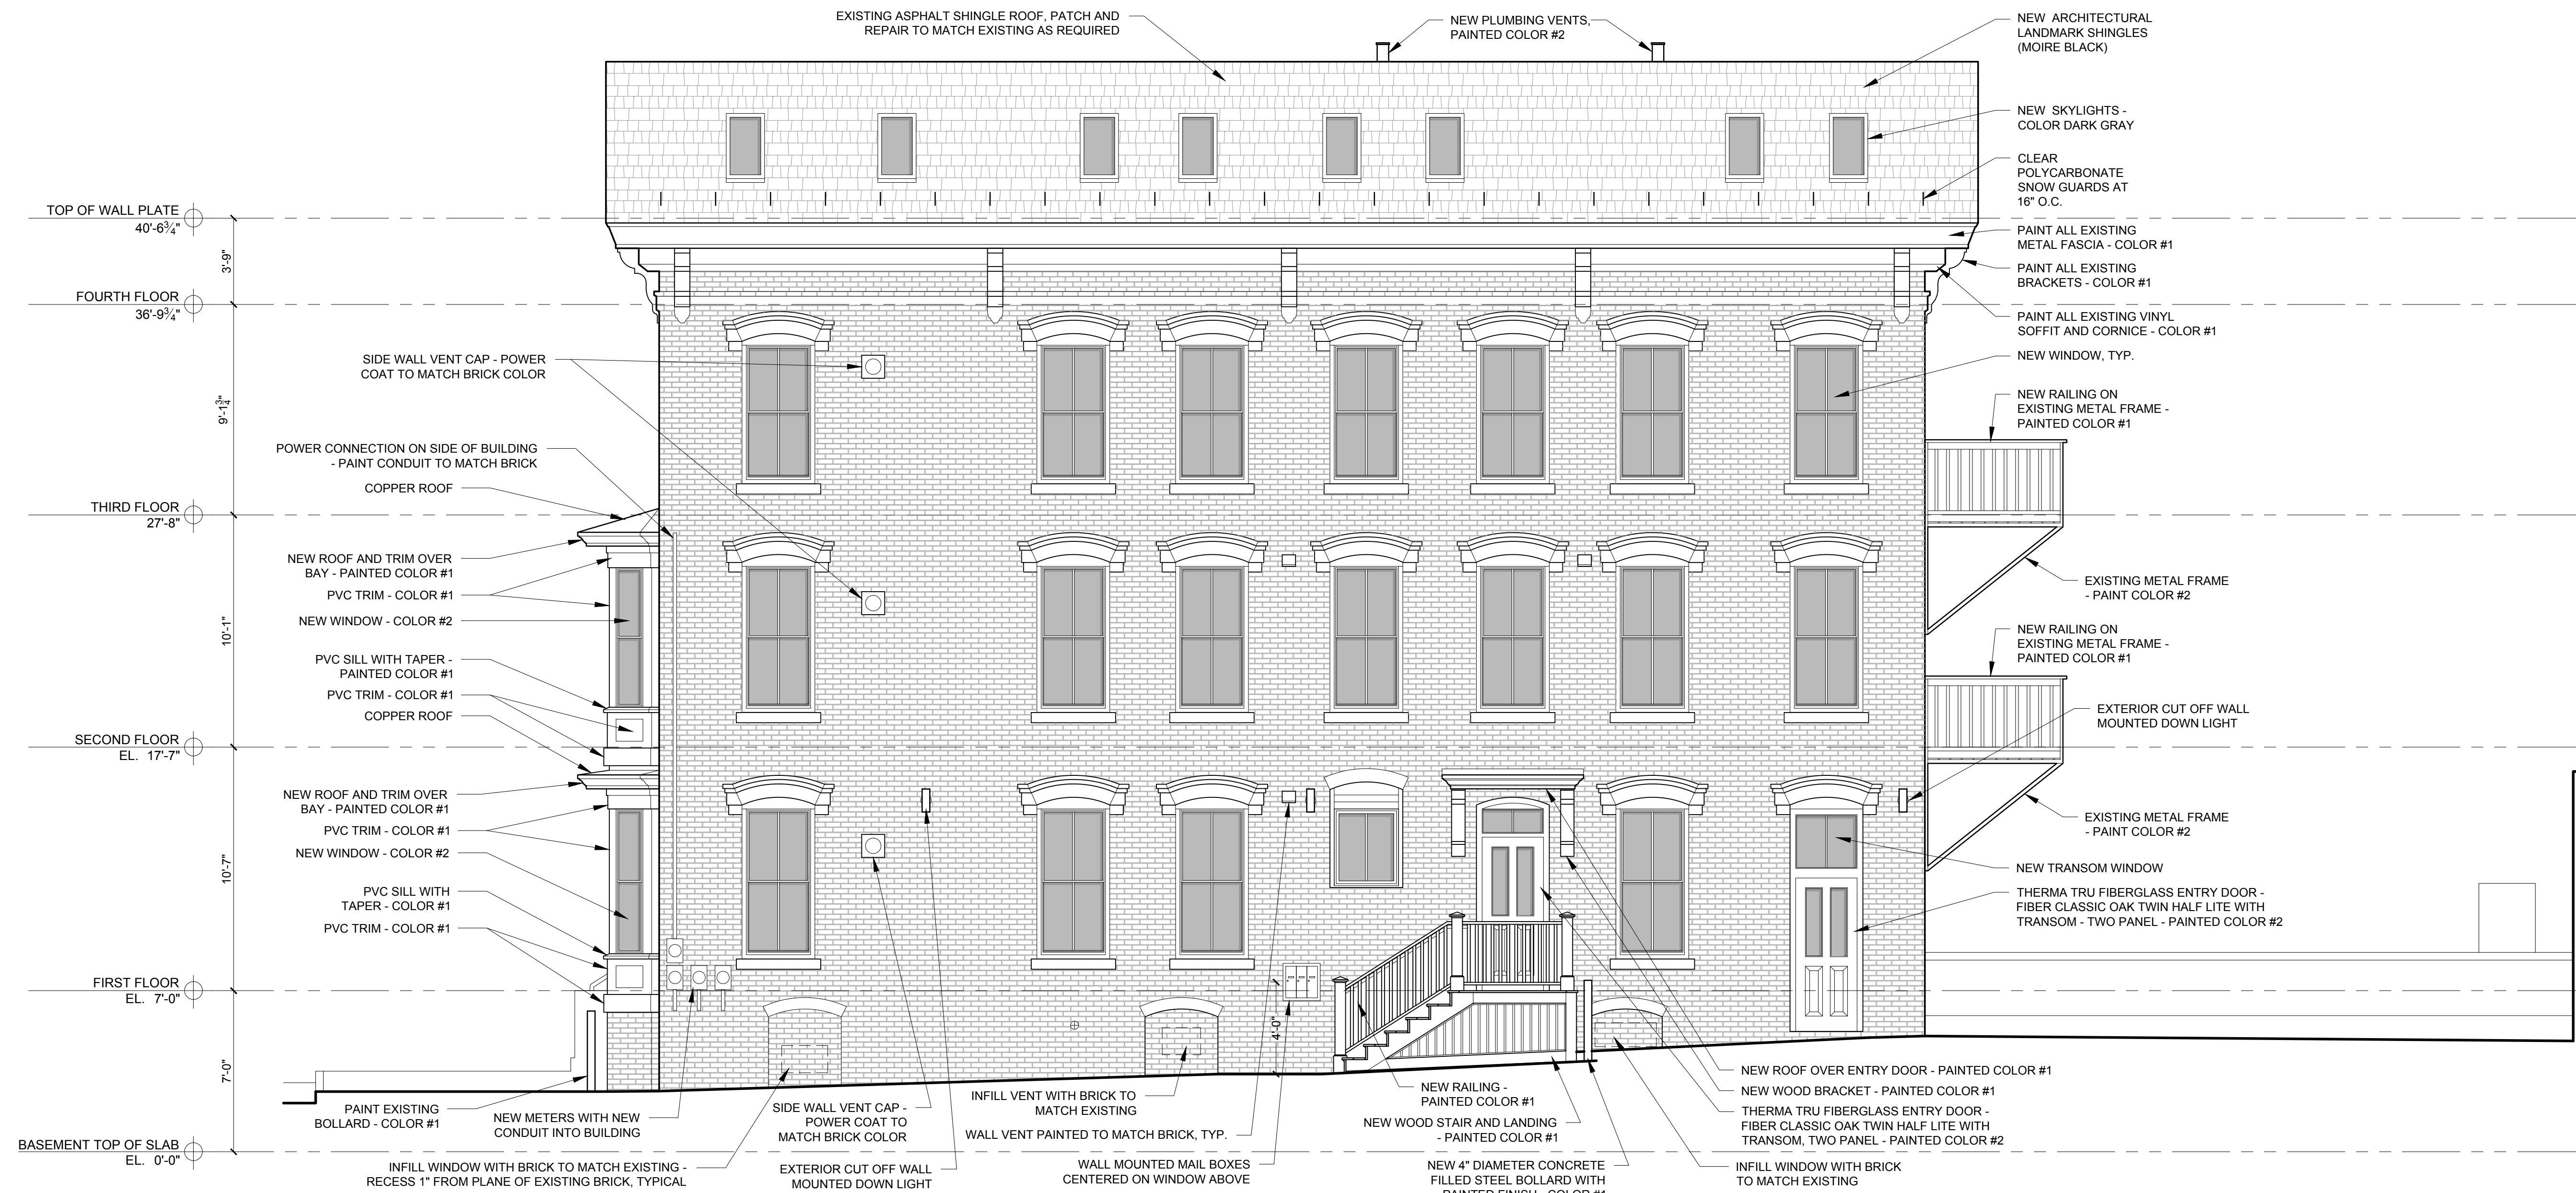 EXISTING ASPHALT SHINGLE ROOF, PATCH AND
REPAIR TO MATCH EXISTING AS REQUIRED
NEW PLUMBING VENTS,
PAINTED COLOR #2
NEW ARCHITECTURAL
LANDMARK SHINGLES
(MOIRE BLACK)
NEW SKYLIGHTS -
COLOR DARK GRAY
CLEAR
POLYCARBONATE
SNOW GUARDS AT
16" O.C.
PAINT ALL EXISTING
METAL FASCIA - COLOR #1
PAINT ALL EXISTING
BRACKETS - COLOR #1
PAINT ALL EXISTING VINYL
SOFFIT AND CORNICE - COLOR #1
NEW WINDOW, TYP.
NEW RAILING ON
EXISTING METAL FRAME -
PAINTED COLOR #1
EXISTING METAL FRAME
- PAINT COLOR #2
NEW RAILING ON
EXISTING METAL FRAME -
PAINTED COLOR #1
EXTERIOR CUT OFF WALL
MOUNTED DOWN LIGHT
EXISTING METAL FRAME
- PAINT COLOR #2
NEW TRANSOM WINDOW
THERMA TRU FIBERGLASS ENTRY DOOR -
FIBER CLASSIC OAK TWIN HALF LITE WITH
TRANSOM - TWO PANEL - PAINTED COLOR #2
TOP OF WALL PLATE
40'-6¾"
3'-9"
FOURTH FLOOR
36'-9¾"
9'-1¾"
THIRD FLOOR
27'-8"
10'-1"
SECOND FLOOR
EL. 17'-7"
10'-7"
FIRST FLOOR
EL. 7'-0"
7'-0"
BASEMENT TOP OF SLAB
EL. 0'-0"
SIDE WALL VENT CAP - POWER
COAT TO MATCH BRICK COLOR
POWER CONNECTION ON SIDE OF BUILDING
- PAINT CONDUIT TO MATCH BRICK
COPPER ROOF
NEW ROOF AND TRIM OVER
BAY - PAINTED COLOR #1
PVC TRIM - COLOR #1
NEW WINDOW - COLOR #2
PVC SILL WITH TAPER -
PAINTED COLOR #1
PVC TRIM - COLOR #1
COPPER ROOF
NEW ROOF AND TRIM OVER
BAY - PAINTED COLOR #1
PVC TRIM - COLOR #1
NEW WINDOW - COLOR #2
PVC SILL WITH
TAPER - COLOR #1
PVC TRIM - COLOR #1
PAINT EXISTING
BOLLARD - COLOR #1
NEW METERS WITH NEW
CONDUIT INTO BUILDING
INFILL WINDOW WITH BRICK TO MATCH EXISTING -
RECESS 1" FROM PLANE OF EXISTING BRICK, TYPICAL
SIDE WALL VENT CAP -
POWER COAT TO
MATCH BRICK COLOR
EXTERIOR CUT OFF WALL
MOUNTED DOWN LIGHT
INFILL VENT WITH BRICK TO
MATCH EXISTING
WALL VENT PAINTED TO MATCH BRICK, TYP.
WALL MOUNTED MAIL BOXES
CENTERED ON WINDOW ABOVE
4'-0"
NEW RAILING -
PAINTED COLOR #1
NEW WOOD STAIR AND LANDING
- PAINTED COLOR #1
NEW 4" DIAMETER CONCRETE
FILLED STEEL BOLLARD WITH
PAINTED FINISH - COLOR #1
NEW ROOF OVER ENTRY DOOR - PAINTED COLOR #1
NEW WOOD BRACKET - PAINTED COLOR #1
THERMA TRU FIBERGLASS ENTRY DOOR -
FIBER CLASSIC OAK TWIN HALF LITE WITH
TRANSOM, TWO PANEL - PAINTED COLOR #2
INFILL WINDOW WITH BRICK
TO MATCH EXISTING